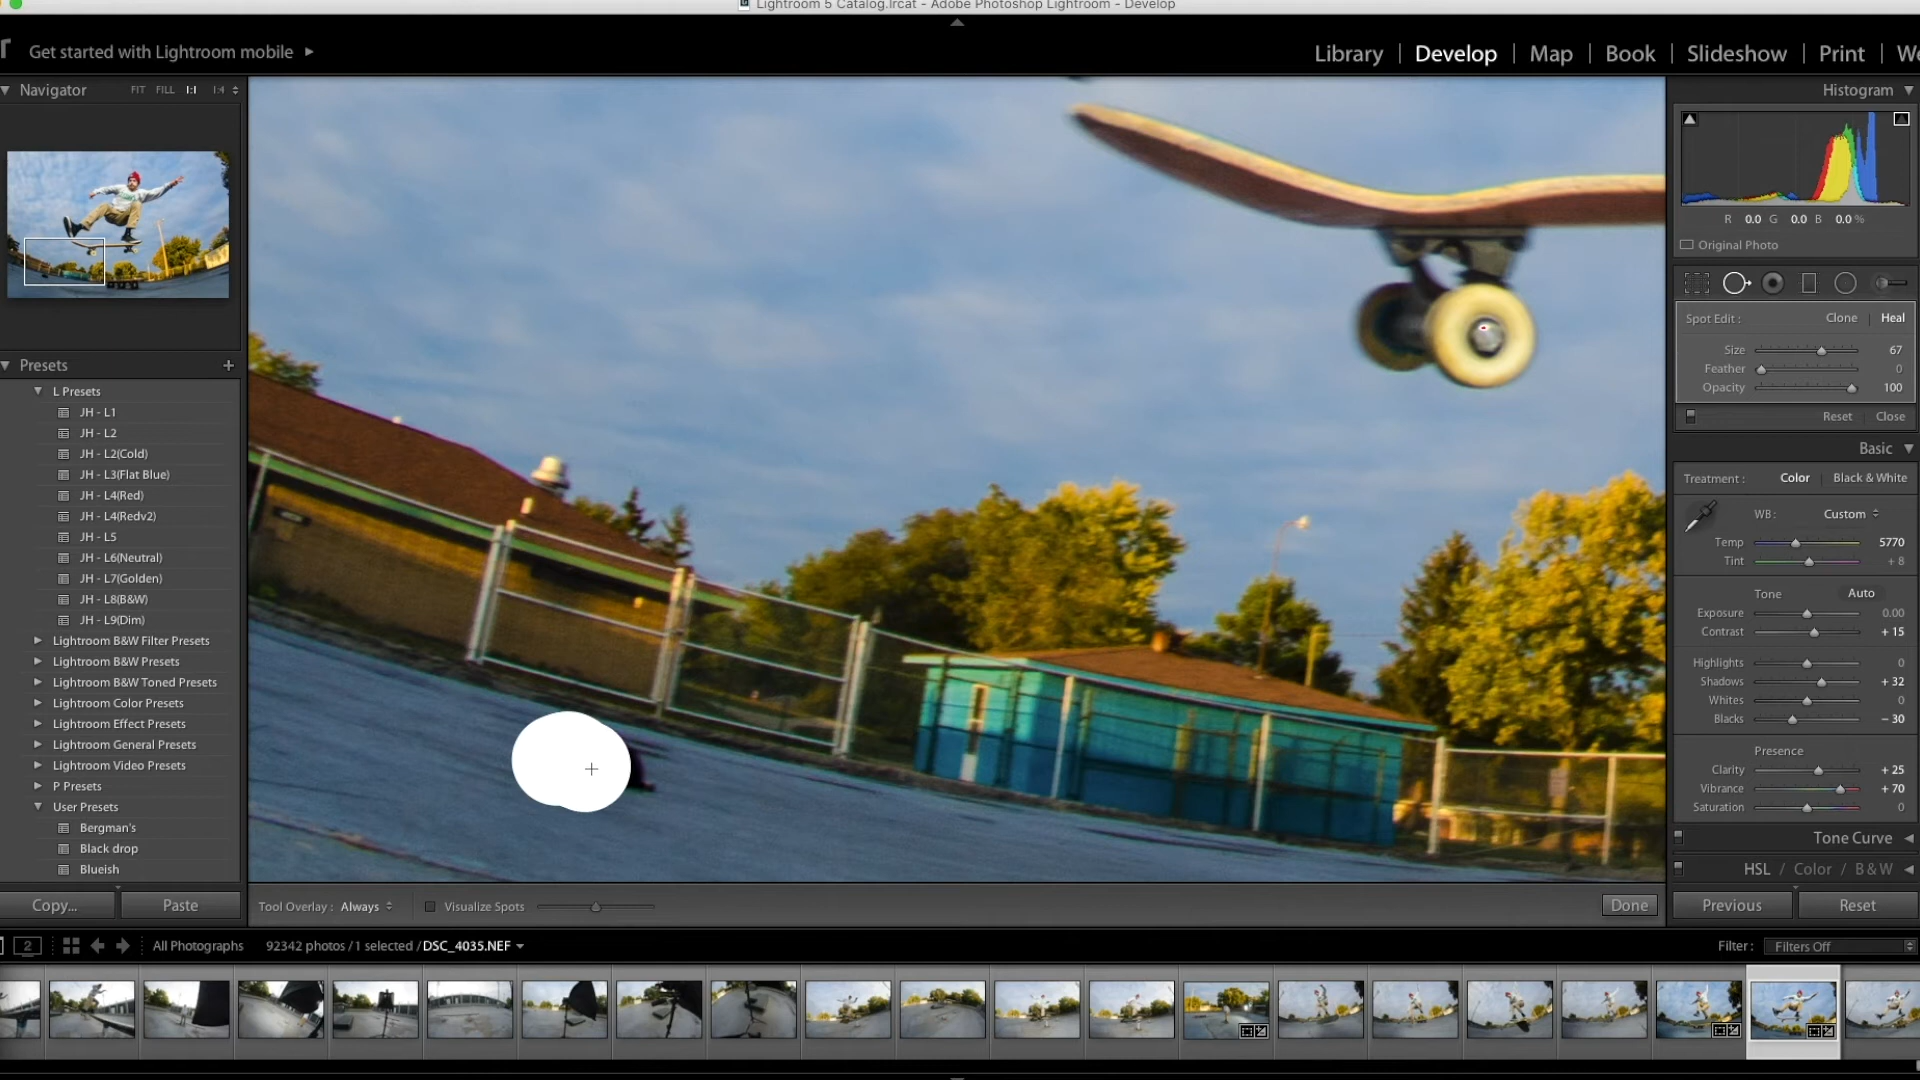 Lightroom 5 Catalog.lrcat - Adobe Photoshop Lightroom - Develop
Get started with Lightroom mobile
Library | Develop | Map | Book | Slideshow | Print | We
Navigator FIT FILL 1:1
Histogram
R 0.0 G 0.0 B 0.0 %
Original Photo
Spot Edit : Clone | Heal
Size 67
Feather 0
Opacity 100
Reset Close
Basic
Treatment : Color | Black & White
WB : Custom
Temp 5770
Tint + 8
Tone Auto
Exposure 0.00
Contrast + 15
Highlights 0
Shadows + 32
Whites 0
Blacks – 30
Presence
Clarity + 25
Vibrance + 70
Saturation 0
Tone Curve
HSL / Color / B & W
Previous Reset
Presets +
L Presets
JH - L1
JH - L2
JH - L2(Cold)
JH - L3(Flat Blue)
JH - L4(Red)
JH - L4(Redv2)
JH - L5
JH - L6(Neutral)
JH - L7(Golden)
JH - L8(B&W)
JH - L9(Dim)
Lightroom B&W Filter Presets
Lightroom B&W Presets
Lightroom B&W Toned Presets
Lightroom Color Presets
Lightroom Effect Presets
Lightroom General Presets
Lightroom Video Presets
P Presets
User Presets
Bergman's
Black drop
Blueish
Copy... Paste
Tool Overlay : Always Visualize Spots Done
2 All Photographs 92342 photos / 1 selected / DSC_4035.NEF Filter : Filters Off